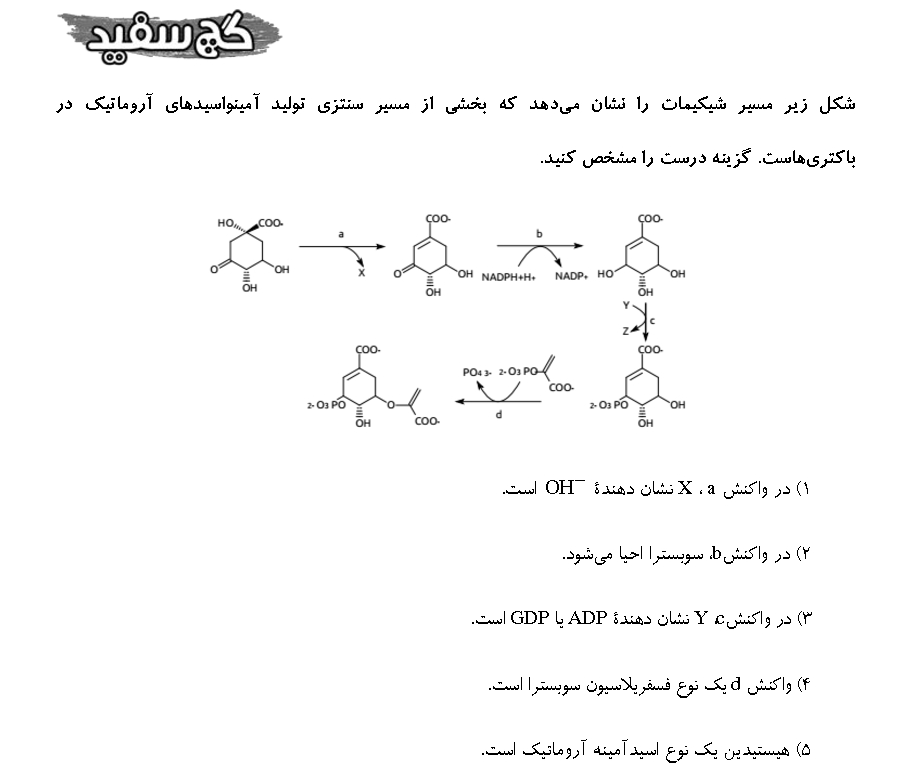 گچ سفید
شکل زیر مسیر شیکیمات را نشان می‌دهد که بخشی از مسیر سنتزی تولید آمینواسیدهای آروماتیک در
باکتری‌هاست. گزینه درست را مشخص کنید.
HO COO-
O OH
OH
a
X
COO-
O OH
OH
b
NADPH+H+ NADP+
COO-
HO OH
OH
Y
Z c
COO-
2- O3 PO OH
OH
PO4 3- 2- O3 PO
COO-
d
COO-
2- O3 PO O
OH COO-
۱) در واکنش a ، X نشان دهندهٔ OH⁻ است.
۲) در واکنش b، سوبسترا احیا می‌شود.
۳) در واکنش c، Y نشان دهندهٔ ADP یا GDP است.
۴) واکنش d یک نوع فسفریلاسیون سوبسترا است.
۵) هیستیدین یک نوع اسیدآمینه آروماتیک است.